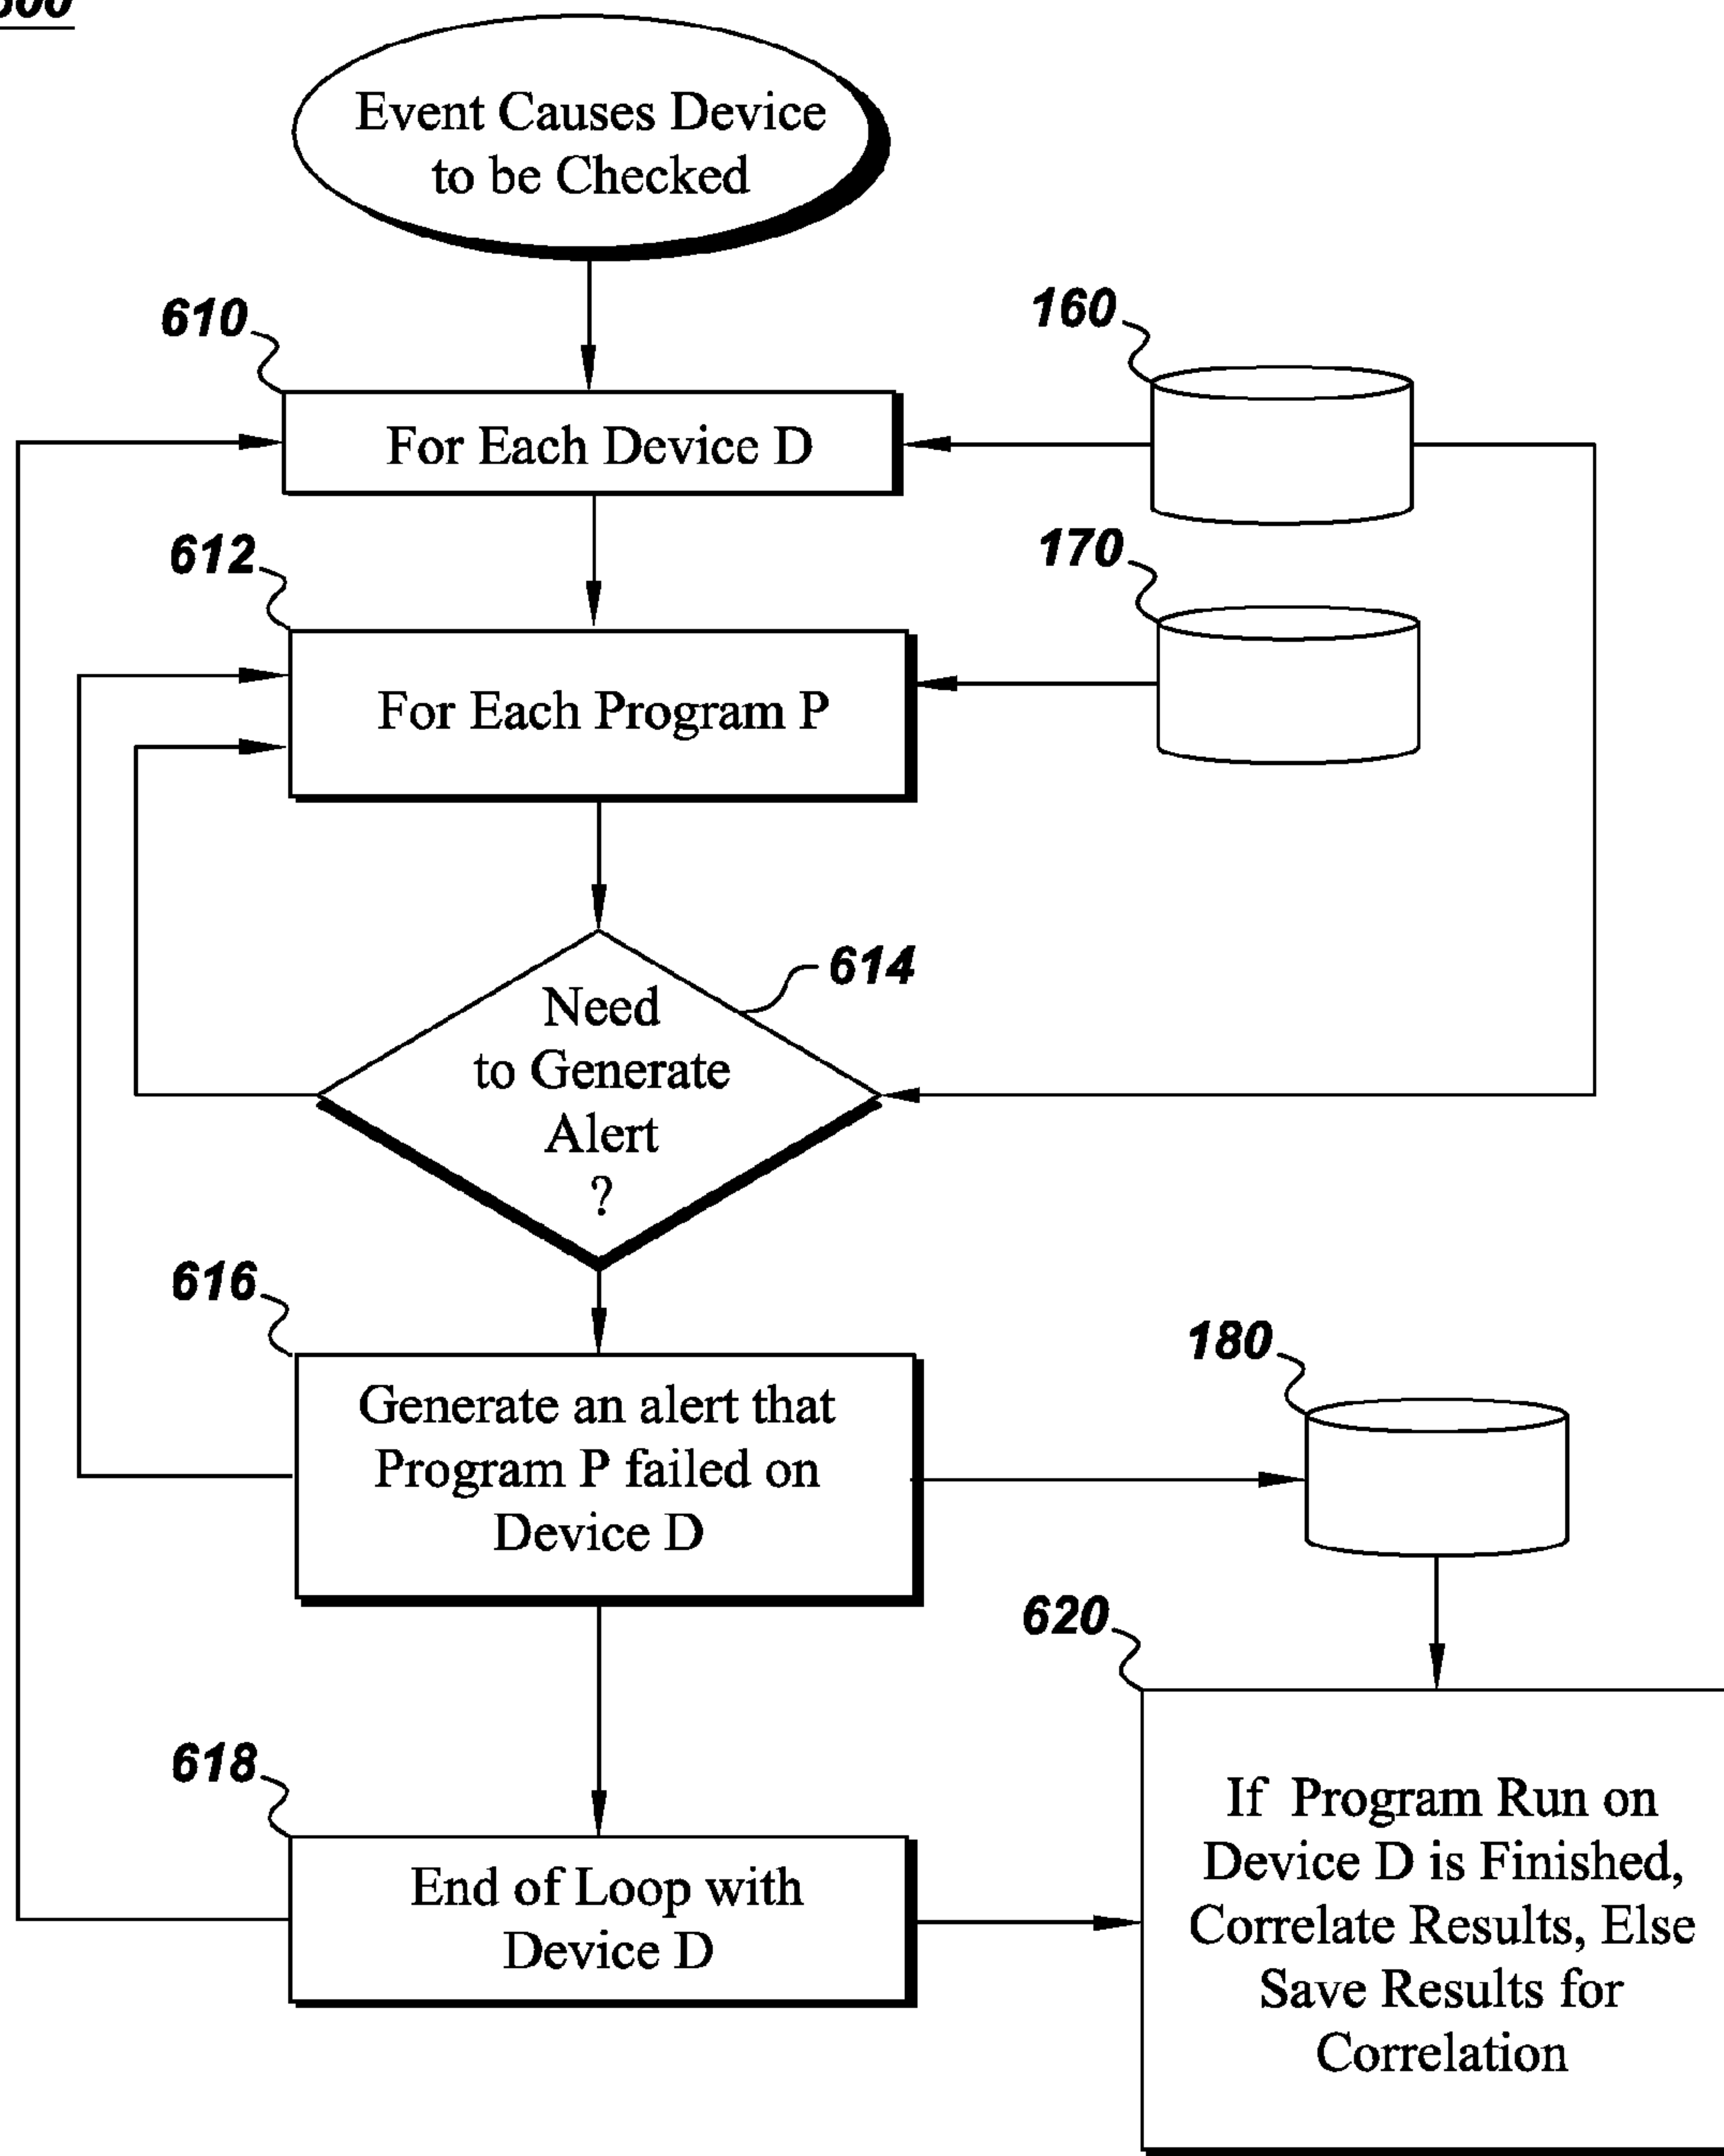 Event Causes Device
to be Checked
610
160
For Each Device D
612
170
For Each Program P
614
Need
to Generate
Alert
?
616
180
Generate an alert that
Program P failed on
Device D
620
618
End of Loop with
Device D
If Program Run on
Device D is Finished,
Correlate Results, Else
Save Results for
Correlation